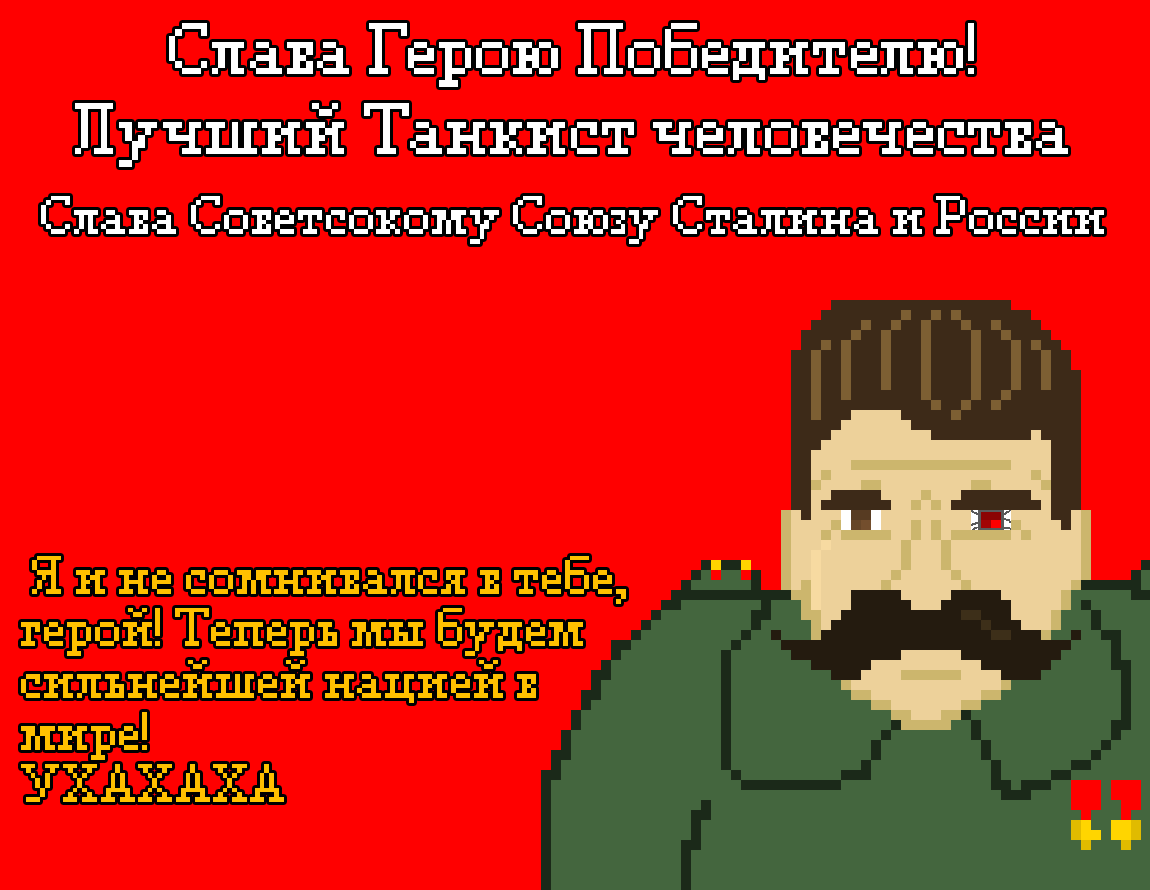 Слава Герою Победителю!
Лучший Танкист человечества
Слава Советсокому Союзу Сталина и России
Я и не сомнивался в тебе,
герой! Теперь мы будем
сильнейшей нацией в
мире!
УХАХАХА